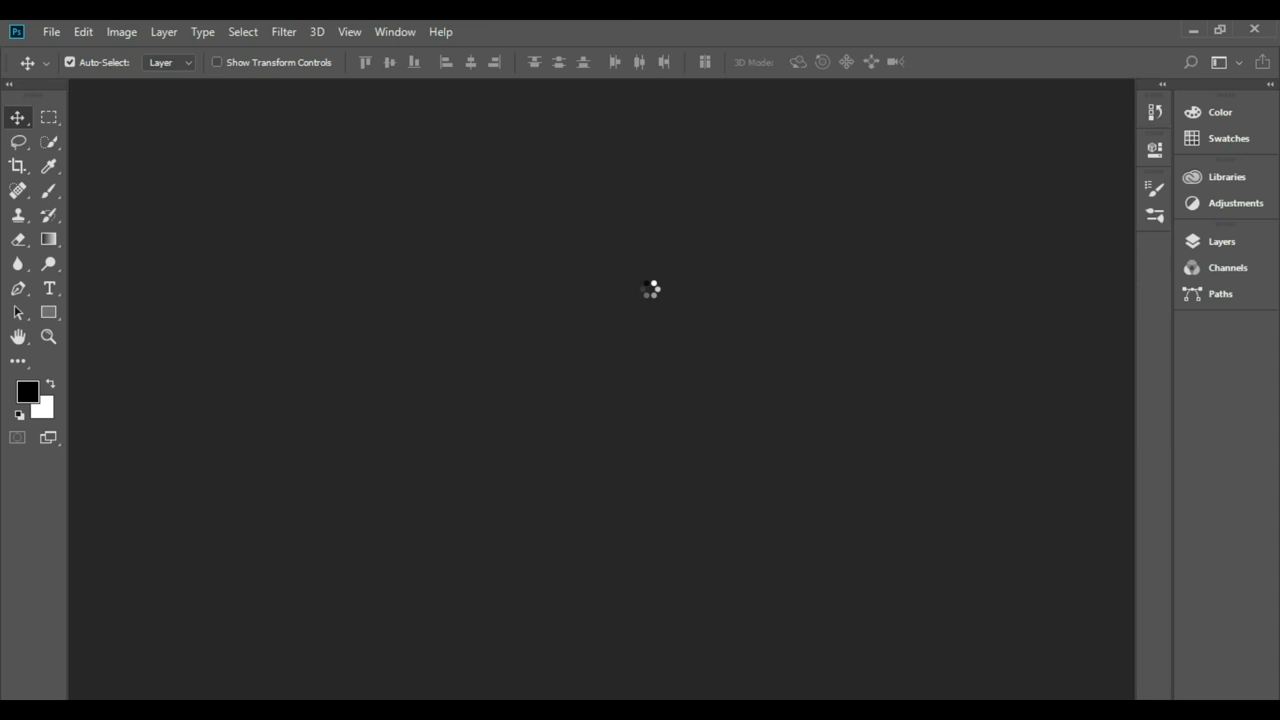 Ps File Edit Image Layer Type Select Filter 3D View Window Help
Auto-Select: Layer Show Transform Controls 3D Mode:
Color
Swatches
Libraries
Adjustments
Layers
Channels
Paths